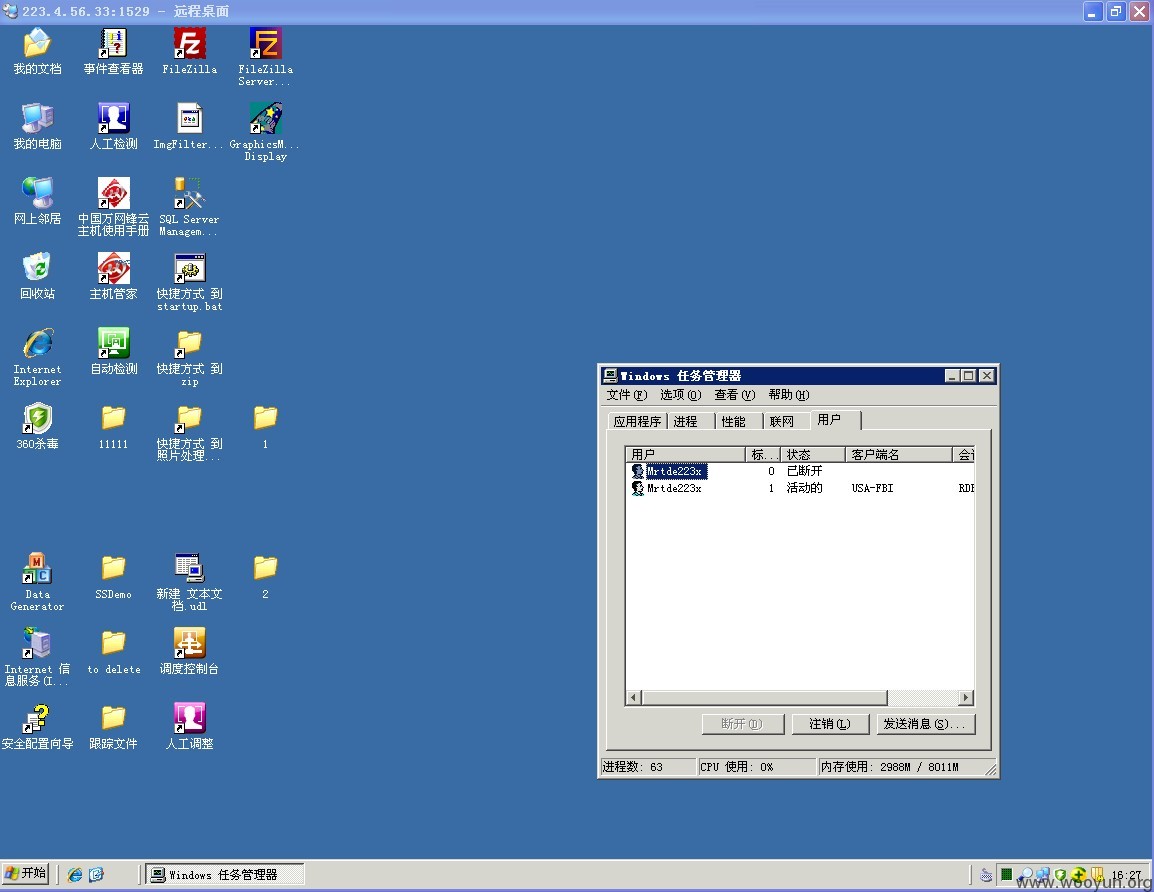 223.4.56.33:1529 - 远程桌面
我的文档
事件查看器
FileZilla
FileZilla
Server...
我的电脑
人工检测
ImgFilter...
GraphicsM...
Display
网上邻居
中国万网锋云
主机使用手册
SQL Server
Managem...
回收站
主机管家
快捷方式 到
startup.bat
Internet
Explorer
自动检测
快捷方式 到
zip
360杀毒
11111
快捷方式 到
照片处理...
1
Data
Generator
SSDemo
新建 文本文
档.udl
2
Internet 信
息服务(I...
to delete
调度控制台
安全配置向导
跟踪文件
人工调整
Windows 任务管理器
文件(F) 选项(O) 查看(V) 帮助(H)
应用程序 进程 性能 联网 用户
用户 标... 状态 客户端名 会
Mrtde223x 0 已断开
Mrtde223x 1 活动的 USA-FBI RDP
断开(D) 注销(L) 发送消息(S)...
进程数: 63 CPU 使用: 0% 内存使用: 2988M / 8011M
开始
Windows 任务管理器
16:27
www.wooyun.org